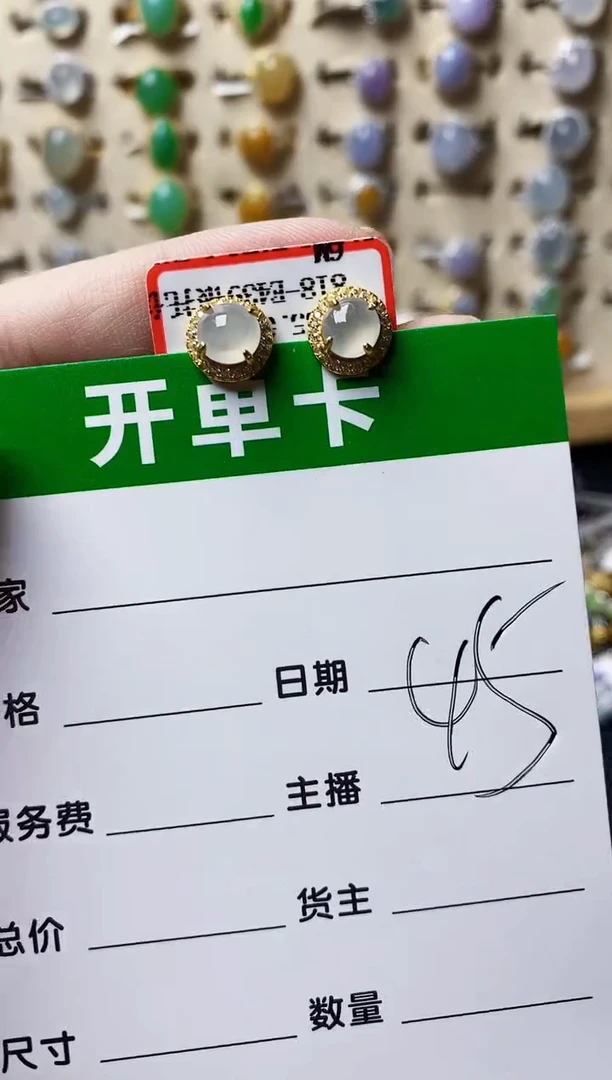 开单卡
家
格 日期 45
服务费 主播
总价 货主
尺寸 数量